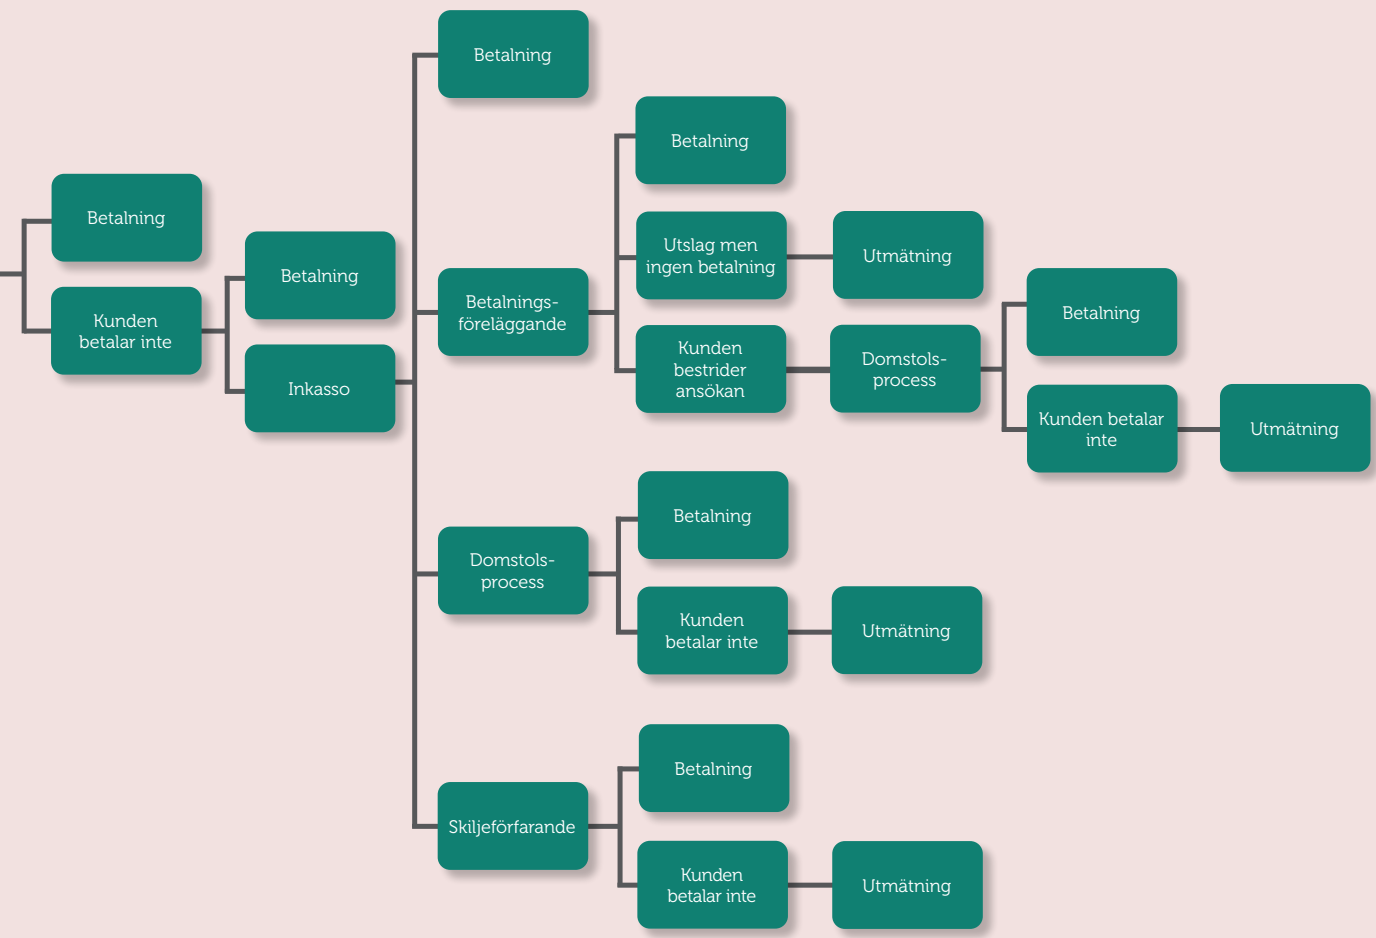 Betalning
Kunden
betalar inte
Betalning
Inkasso
Betalning
Betalnings-
föreläggande
Betalning
Utslag men
ingen betalning
Utmätning
Kunden
bestrider
ansökan
Domstols-
process
Betalning
Kunden betalar
inte
Utmätning
Domstols-
process
Betalning
Kunden
betalar inte
Utmätning
Skiljeförfarande
Betalning
Kunden
betalar inte
Utmätning